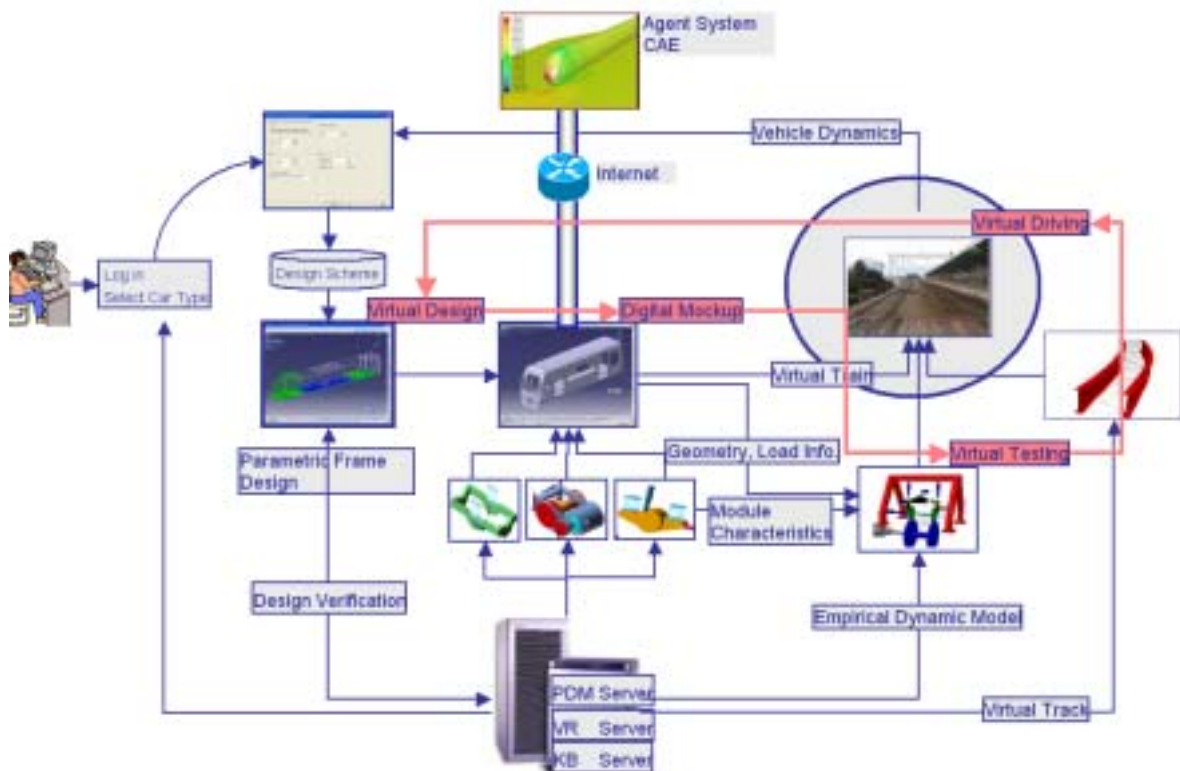 Agent System
CAE
Vehicle Dynamics
Internet
Virtual Driving
Log in
Select Car Type
Design Scheme
Virtual Design
Digital Mockup
Virtual Train
Parametric Frame
Design
Geometry, Load Info.
Virtual Testing
Module
Characteristics
Design Verification
Empirical Dynamic Model
PDM Server
VR Server
KB Server
Virtual Track